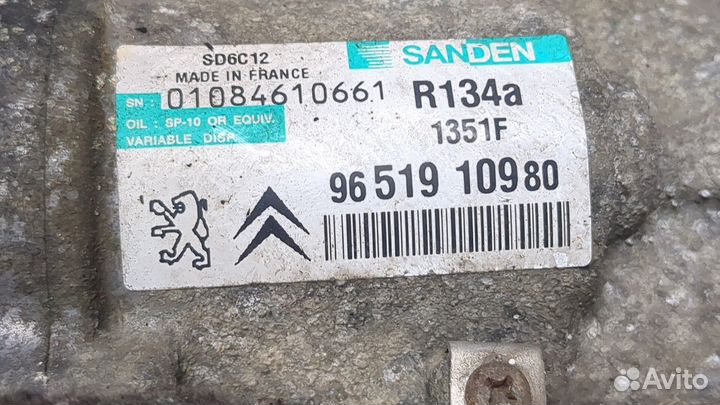 SD6C12
MADE IN FRANCE
SANDEN
SN: 01084610661
R134a
OIL: SP-10 OR EQUIV.
VARIABLE DISP.
1351F
96 519 109 80
Avito